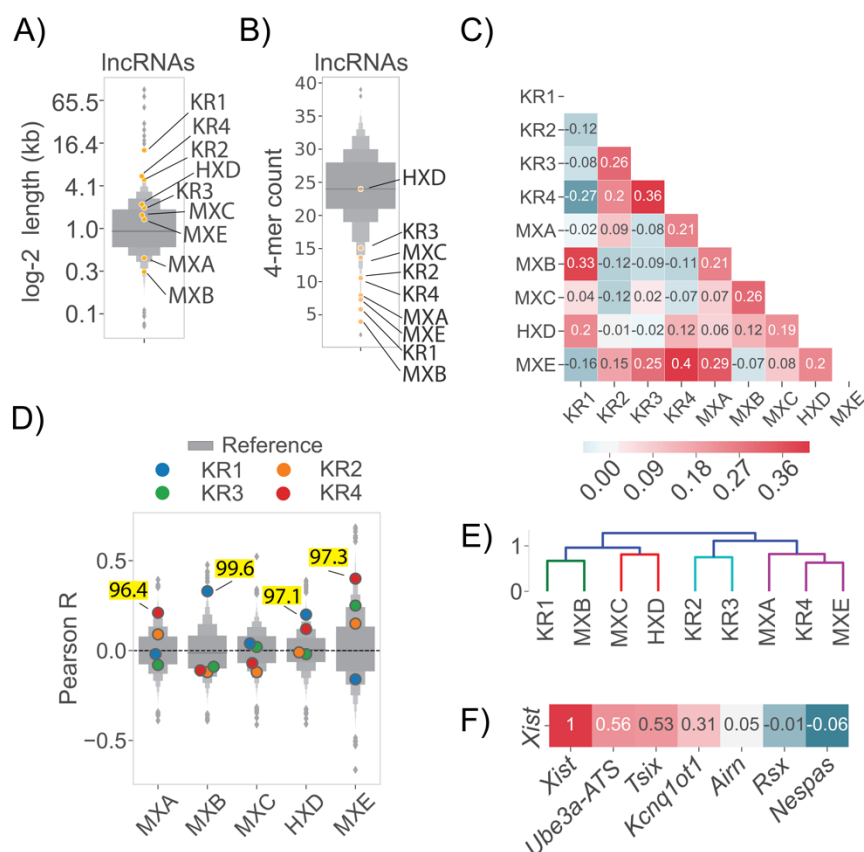 A)
lncRNAs
log-2 length (kb)
65.5
16.4
4.1
1.0
0.3
0.1
KR1
KR4
KR2
HXD
KR3
MXC
MXE
MXA
MXB
B)
lncRNAs
4-mer count
40
35
30
25
20
15
10
5
HXD
KR3
MXC
KR2
KR4
MXA
MXE
KR1
MXB
C)
KR1
KR2 -0.12
KR3 -0.08 0.26
KR4 -0.27 0.2 0.36
MXA -0.02 0.09 -0.08 0.21
MXB 0.33 -0.12 -0.09 -0.11 0.21
MXC 0.04 -0.12 0.02 -0.07 0.07 0.26
HXD 0.2 -0.01 -0.02 0.12 0.06 0.12 0.19
MXE -0.16 0.15 0.25 0.4 0.29 -0.07 0.08 0.2
KR1 KR2 KR3 KR4 MXA MXB MXC HXD MXE
0.00 0.09 0.18 0.27 0.36
D)
Reference
KR1 KR2
KR3 KR4
Pearson R
0.5
0.0
-0.5
96.4
99.6
97.1
97.3
MXA MXB MXC HXD MXE
E)
1
0
KR1 MXB MXC HXD KR2 KR3 MXA KR4 MXE
F)
Xist 1 0.56 0.53 0.31 0.05 -0.01 -0.06
Xist Ube3a-ATS Tsix Kcnq1ot1 Airn Rsx Nespas